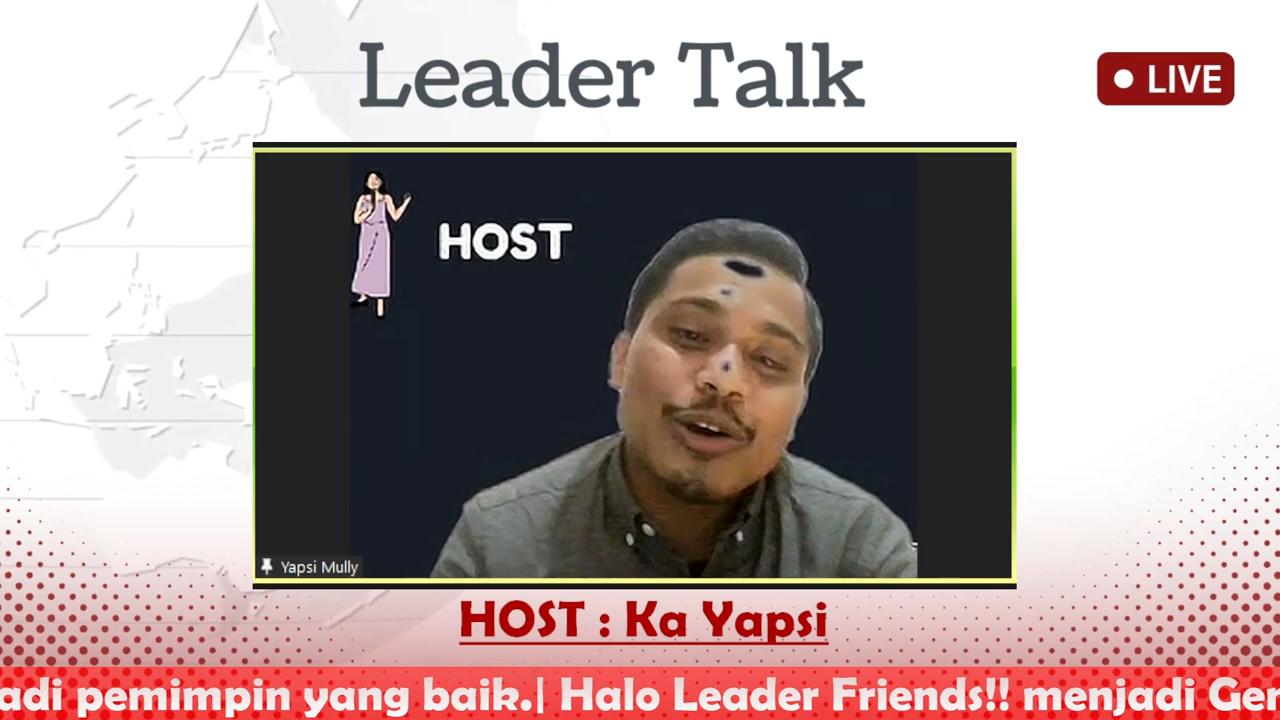 Leader Talk
LIVE
HOST
Yapsi Mully
HOST : Ka Yapsi
adi pemimpin yang baik.| Halo Leader Friends!! menjadi Ger